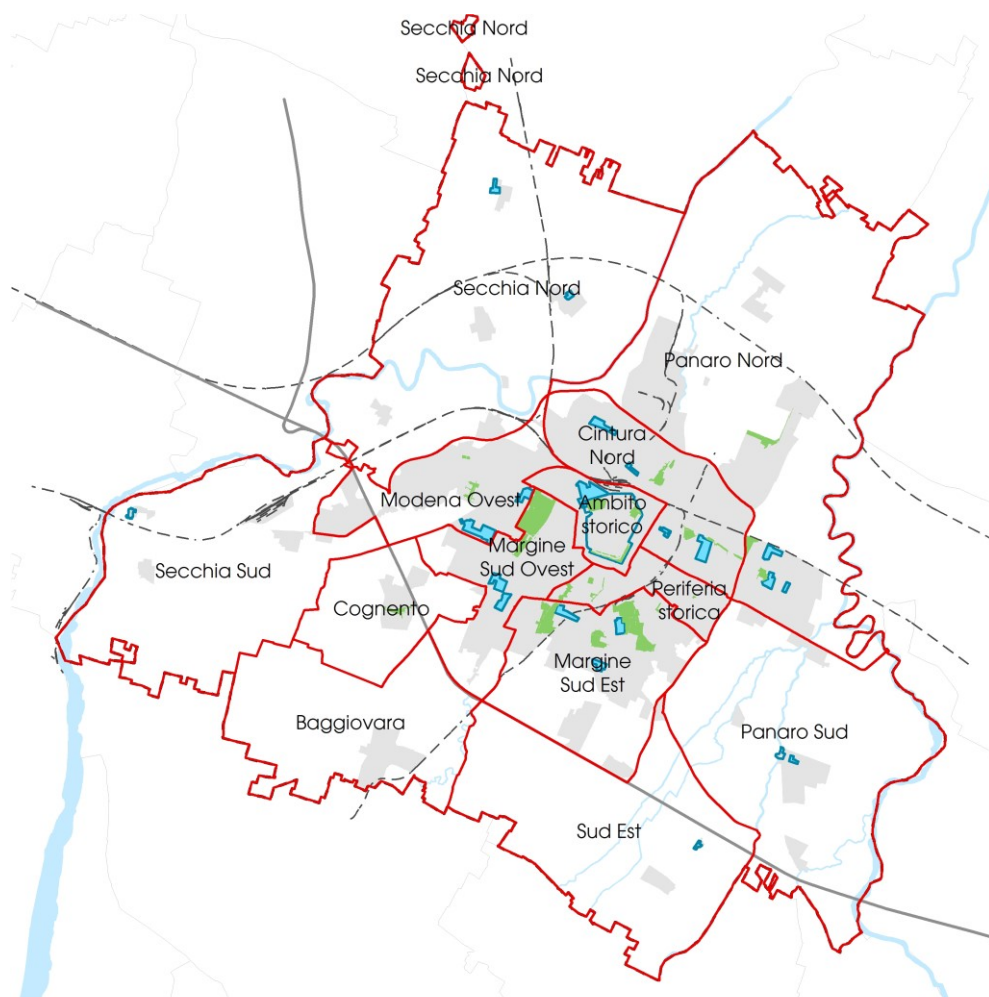 Secchia Nord
Secchia Nord
Secchia Nord
Panaro Nord
Cintura
Nord
Modena Ovest
Ambito
storico
Margine
Sud Ovest
Secchia Sud
Periferia
storica
Cognento
Margine
Sud Est
Baggiovara
Panaro Sud
Sud Est